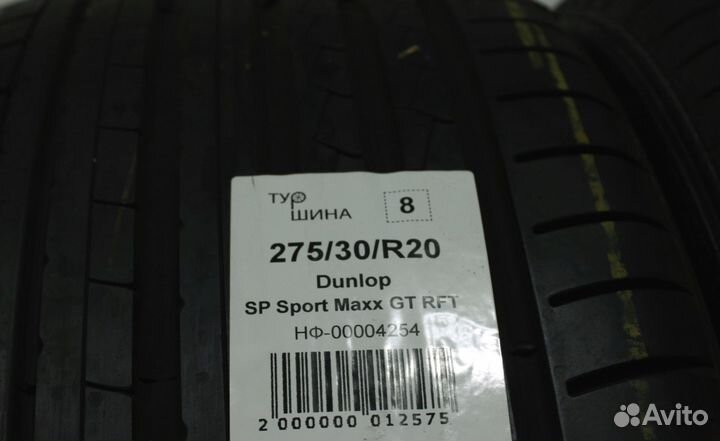 ТУР
ШИНА
8
275/30/R20
Dunlop
SP Sport Maxx GT RFT
НФ-00004254
2 000000 012575
Avito